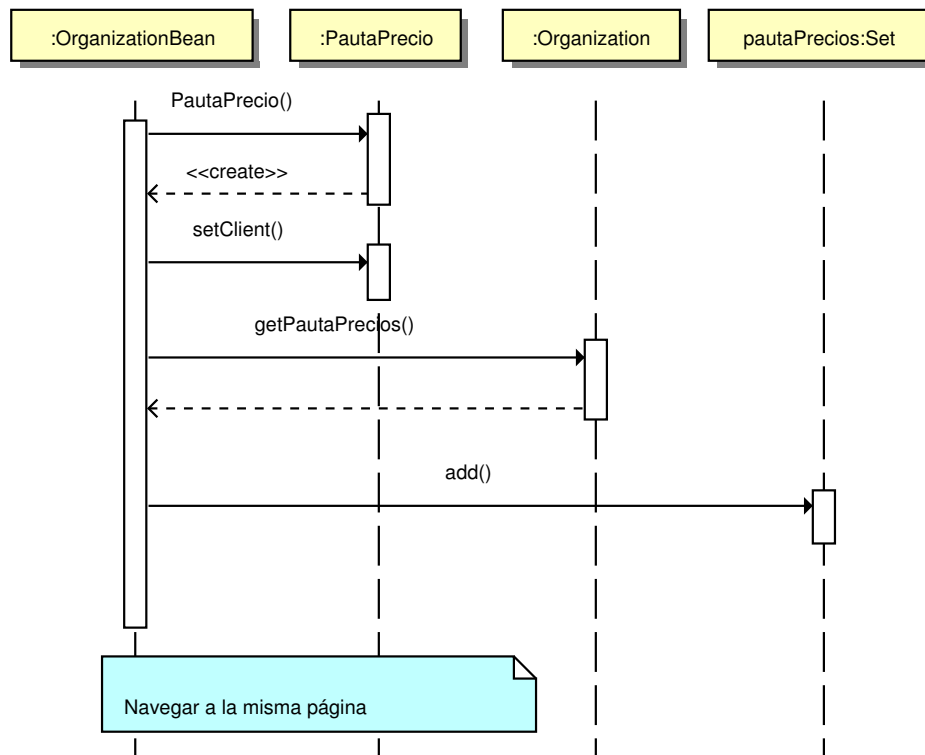 :OrganizationBean
:PautaPrecio
:Organization
pautaPrecios:Set
PautaPrecio()
<<create>>
setClient()
getPautaPrecios()
add()
Navegar a la misma página